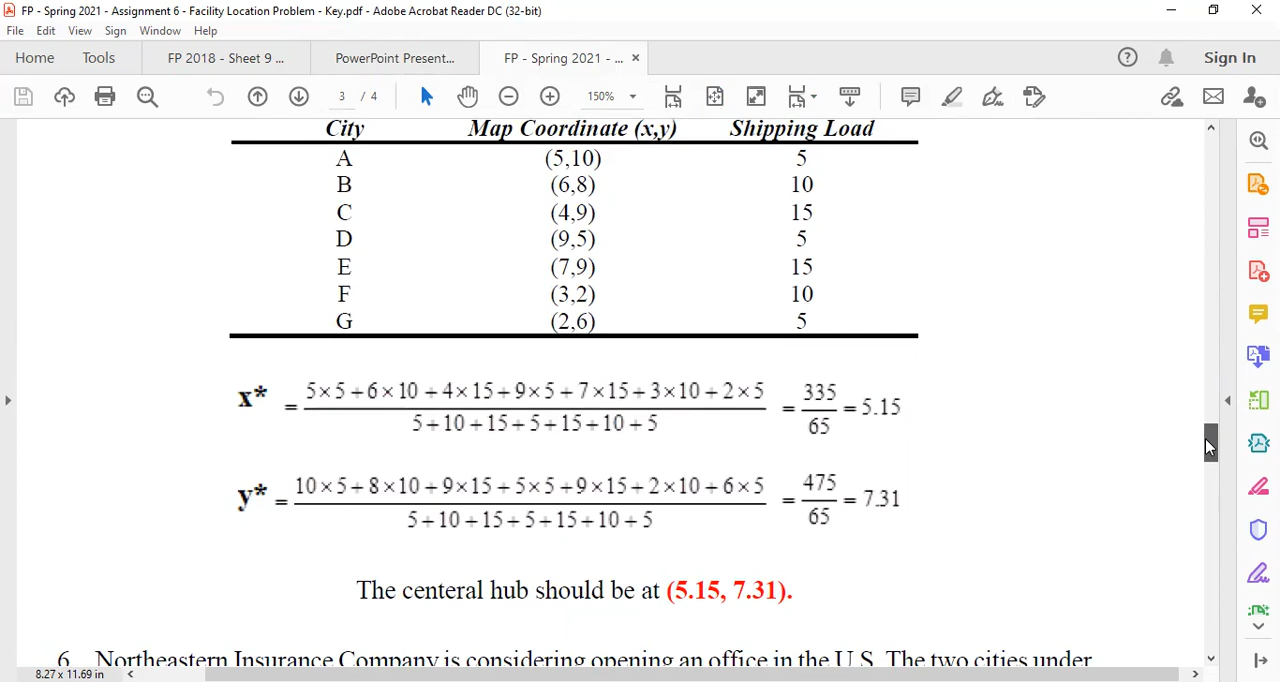 FP - Spring 2021 - Assignment 6 - Facility Location Problem - Key.pdf - Adobe Acrobat Reader DC (32-bit)
File Edit View Sign Window Help
Home Tools FP 2018 - Sheet 9 ... PowerPoint Present... FP - Spring 2021 - ... × Sign In
3 / 4 150%
City Map Coordinate (x,y) Shipping Load
A (5,10) 5
B (6,8) 10
C (4,9) 15
D (9,5) 5
E (7,9) 15
F (3,2) 10
G (2,6) 5
x* = 5×5+6×10+4×15+9×5+7×15+3×10+2×5 / 5+10+15+5+15+10+5 = 335/65 = 5.15
y* = 10×5+8×10+9×15+5×5+9×15+2×10+6×5 / 5+10+15+5+15+10+5 = 475/65 = 7.31
The centeral hub should be at (5.15, 7.31).
6. Northeastern Insurance Company is considering opening an office in the U.S. The two cities under
8.27 x 11.69 in